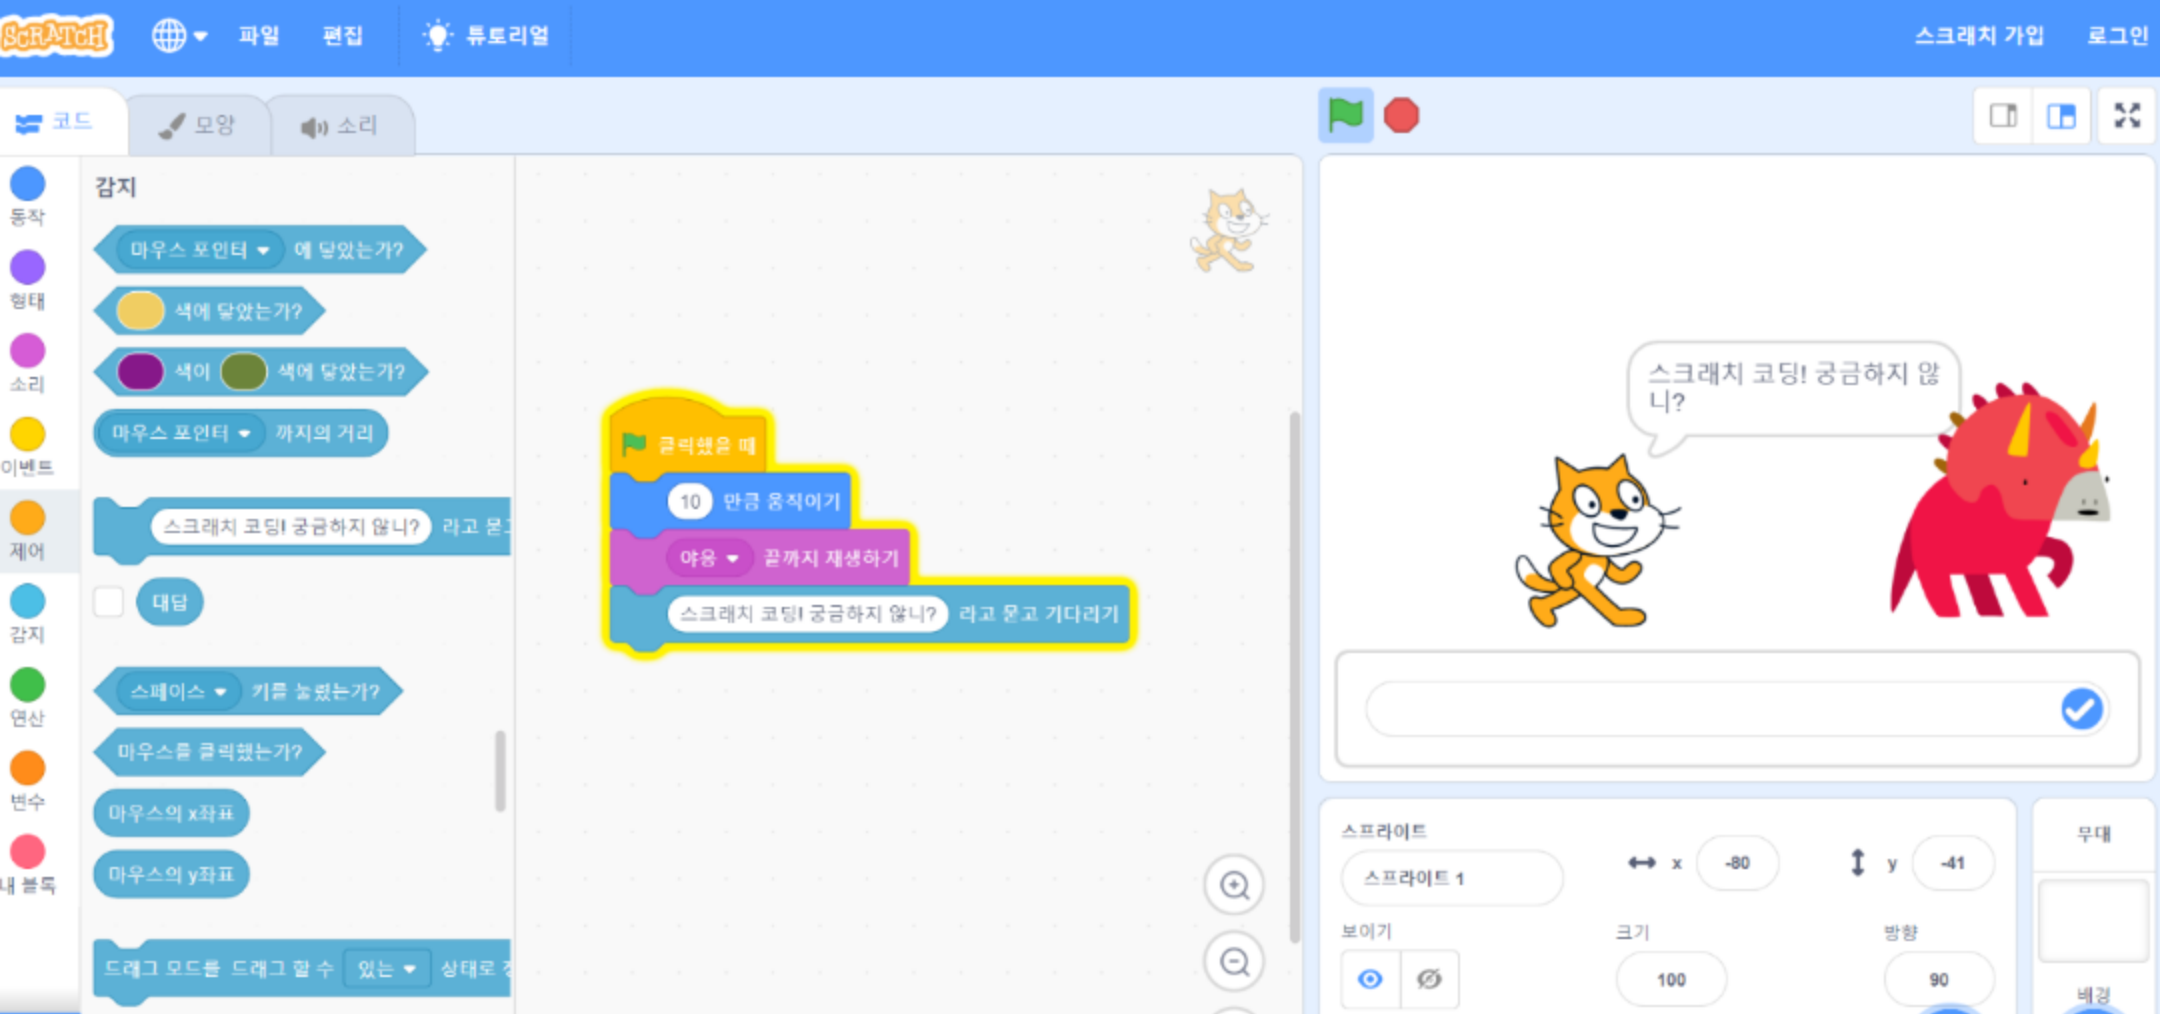 SCRATCH 파일 편집 튜토리얼 스크래치 가입 로그인
코드 모양 소리
동작
형태
소리
이벤트
제어
감지
연산
변수
내 블록
감지
마우스 포인터 에 닿았는가?
색에 닿았는가?
색이 색에 닿았는가?
마우스 포인터 까지의 거리
스크래치 코딩! 궁금하지 않니? 라고 묻고
대답
스페이스 키를 눌렀는가?
마우스를 클릭했는가?
마우스의 x좌표
마우스의 y좌표
드래그 모드를 드래그 할 수 있는 상태로
클릭했을 때
10 만큼 움직이기
야옹 끝까지 재생하기
스크래치 코딩! 궁금하지 않니? 라고 묻고 기다리기
스크래치 코딩! 궁금하지 않
니?
스프라이트
스프라이트 1
x -80
y -41
보이기
크기
100
방향
90
무대
배경